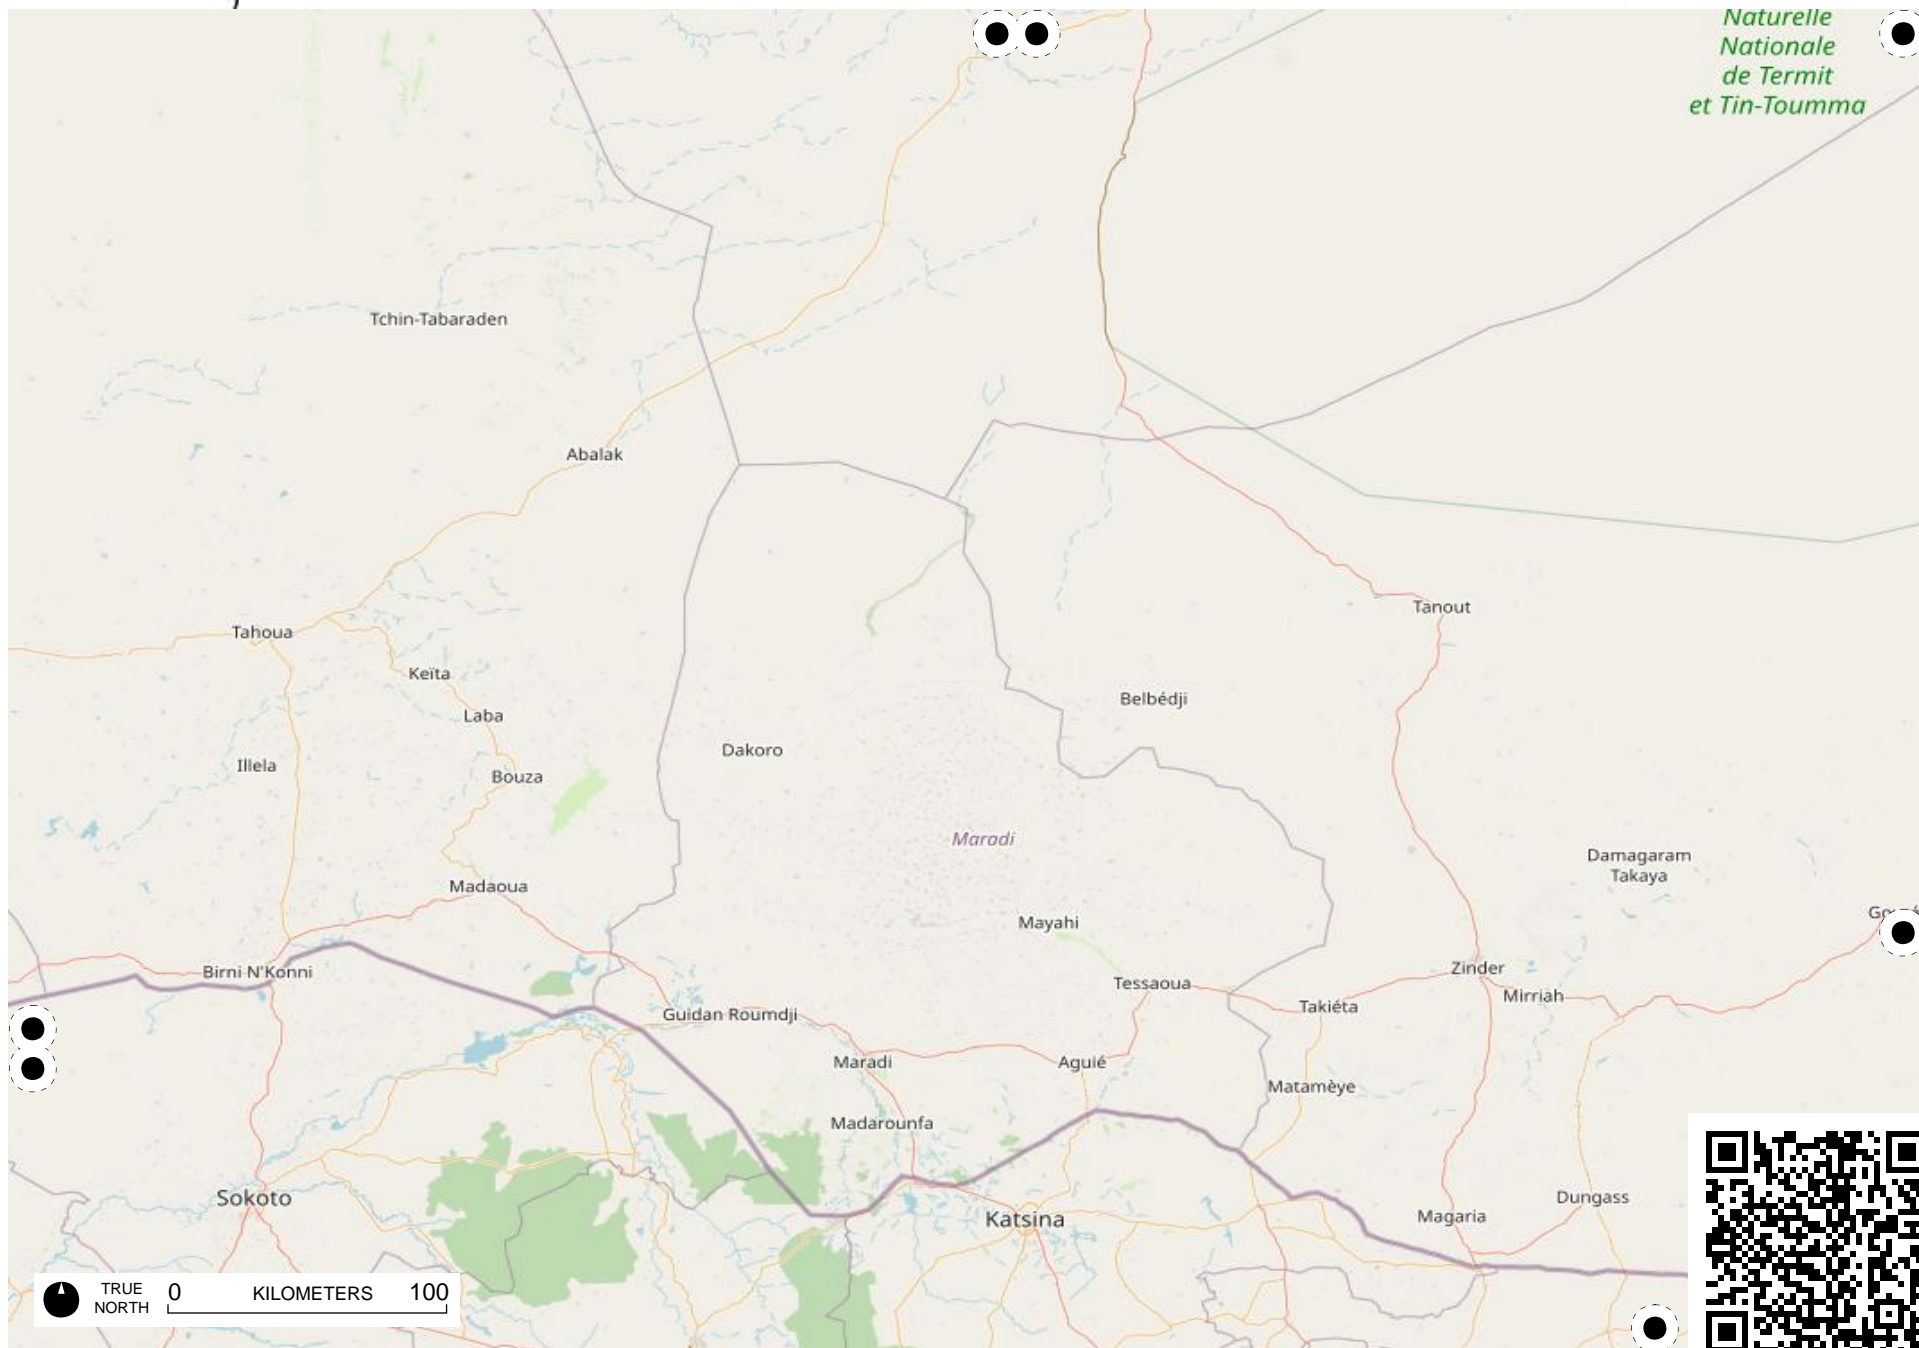 Naturelle
Nationale
de Termit
et Tin-Toumma
Tchin-Tabaraden
Abalak
Tanout
Tahoua
Keïta
Belbédji
Laba
Dakoro
Illela
Bouza
Maradi
Damagaram
Takaya
Madaoua
Mayahi
Zinder
Birni N'Konni
Tessaoua
Mirriah
Takiéta
Guidan Roumdji
Maradi
Aguié
Matamèye
Madarounfa
Sokoto
Dungass
Magaria
Katsina
TRUE
NORTH
0 KILOMETERS 100